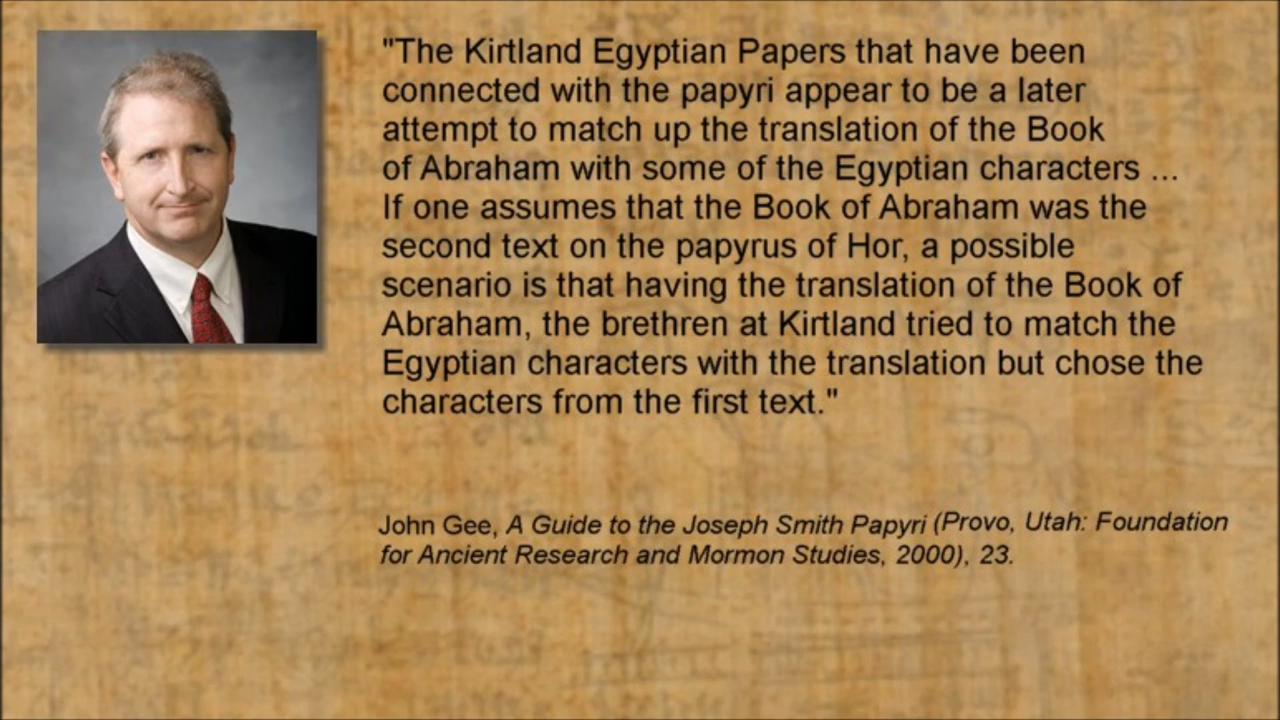 "The Kirtland Egyptian Papers that have been
connected with the papyri appear to be a later
attempt to match up the translation of the Book
of Abraham with some of the Egyptian characters ...
If one assumes that the Book of Abraham was the
second text on the papyrus of Hor, a possible
scenario is that having the translation of the Book of
Abraham, the brethren at Kirtland tried to match the
Egyptian characters with the translation but chose the
characters from the first text."
John Gee, A Guide to the Joseph Smith Papyri (Provo, Utah: Foundation
for Ancient Research and Mormon Studies, 2000), 23.